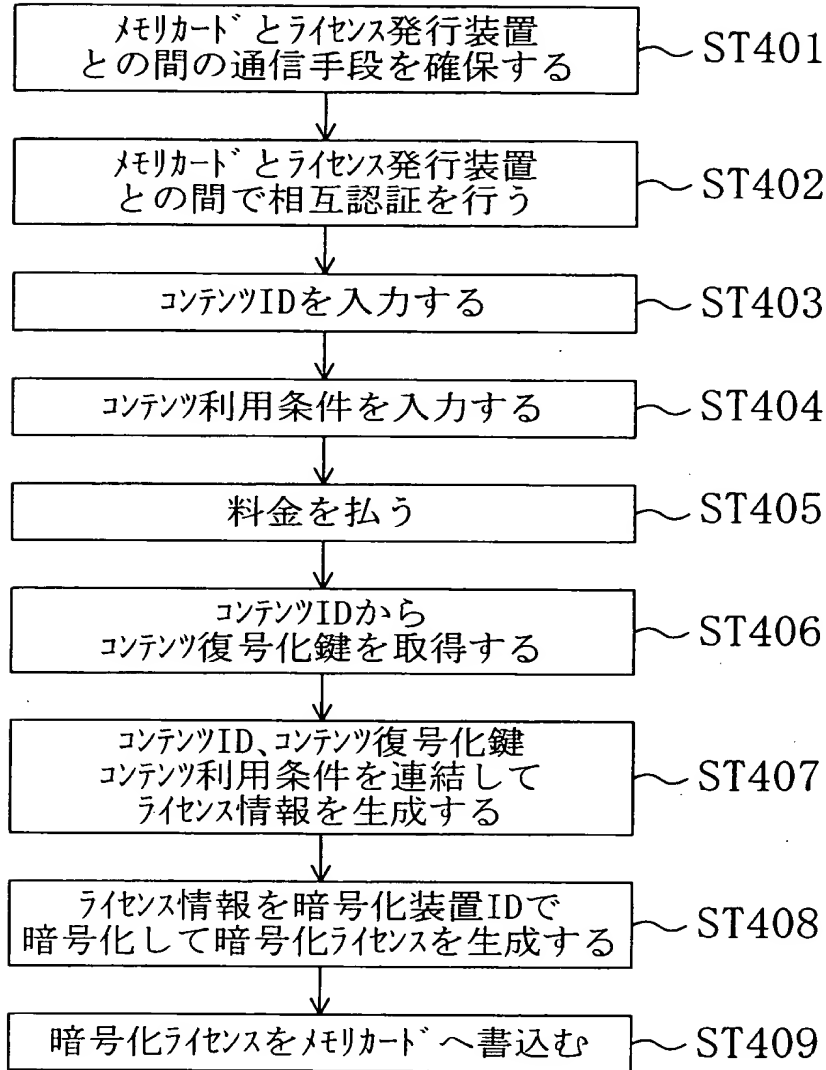 ﾒﾓﾘｶｰﾄﾞとﾗｲｾﾝｽ発行装置
との間の通信手段を確保する
ST401
ﾒﾓﾘｶｰﾄﾞとﾗｲｾﾝｽ発行装置
との間で相互認証を行う
ST402
ｺﾝﾃﾝﾂIDを入力する
ST403
ｺﾝﾃﾝﾂ利用条件を入力する
ST404
料金を払う
ST405
ｺﾝﾃﾝﾂIDから
ｺﾝﾃﾝﾂ復号化鍵を取得する
ST406
ｺﾝﾃﾝﾂID、ｺﾝﾃﾝﾂ復号化鍵
ｺﾝﾃﾝﾂ利用条件を連結して
ﾗｲｾﾝｽ情報を生成する
ST407
ﾗｲｾﾝｽ情報を暗号化装置IDで
暗号化して暗号化ﾗｲｾﾝｽを生成する
ST408
暗号化ﾗｲｾﾝｽをﾒﾓﾘｶｰﾄﾞへ書込む
ST409